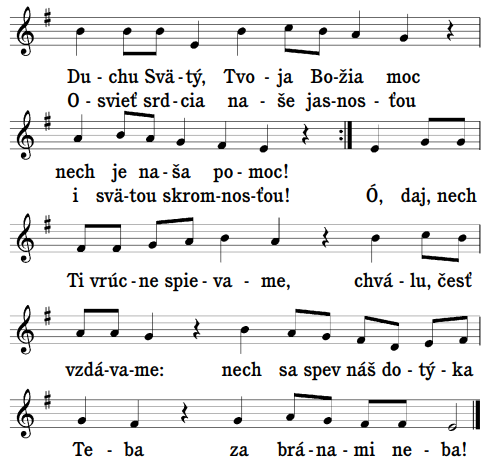 Du - chu Svä - tý, Tvo - ja Bo - žia moc
O - svieť srd - cia na - še jas - nos - ťou
nech je na - ša po - moc!
i svä - tou skrom - nos - ťou! Ó, daj, nech
Ti vrúc - ne spie - va - me, chvá - lu, česť
vzdá - va - me: nech sa spev náš do - tý - ka
Te - ba za brá - na - mi ne - ba!